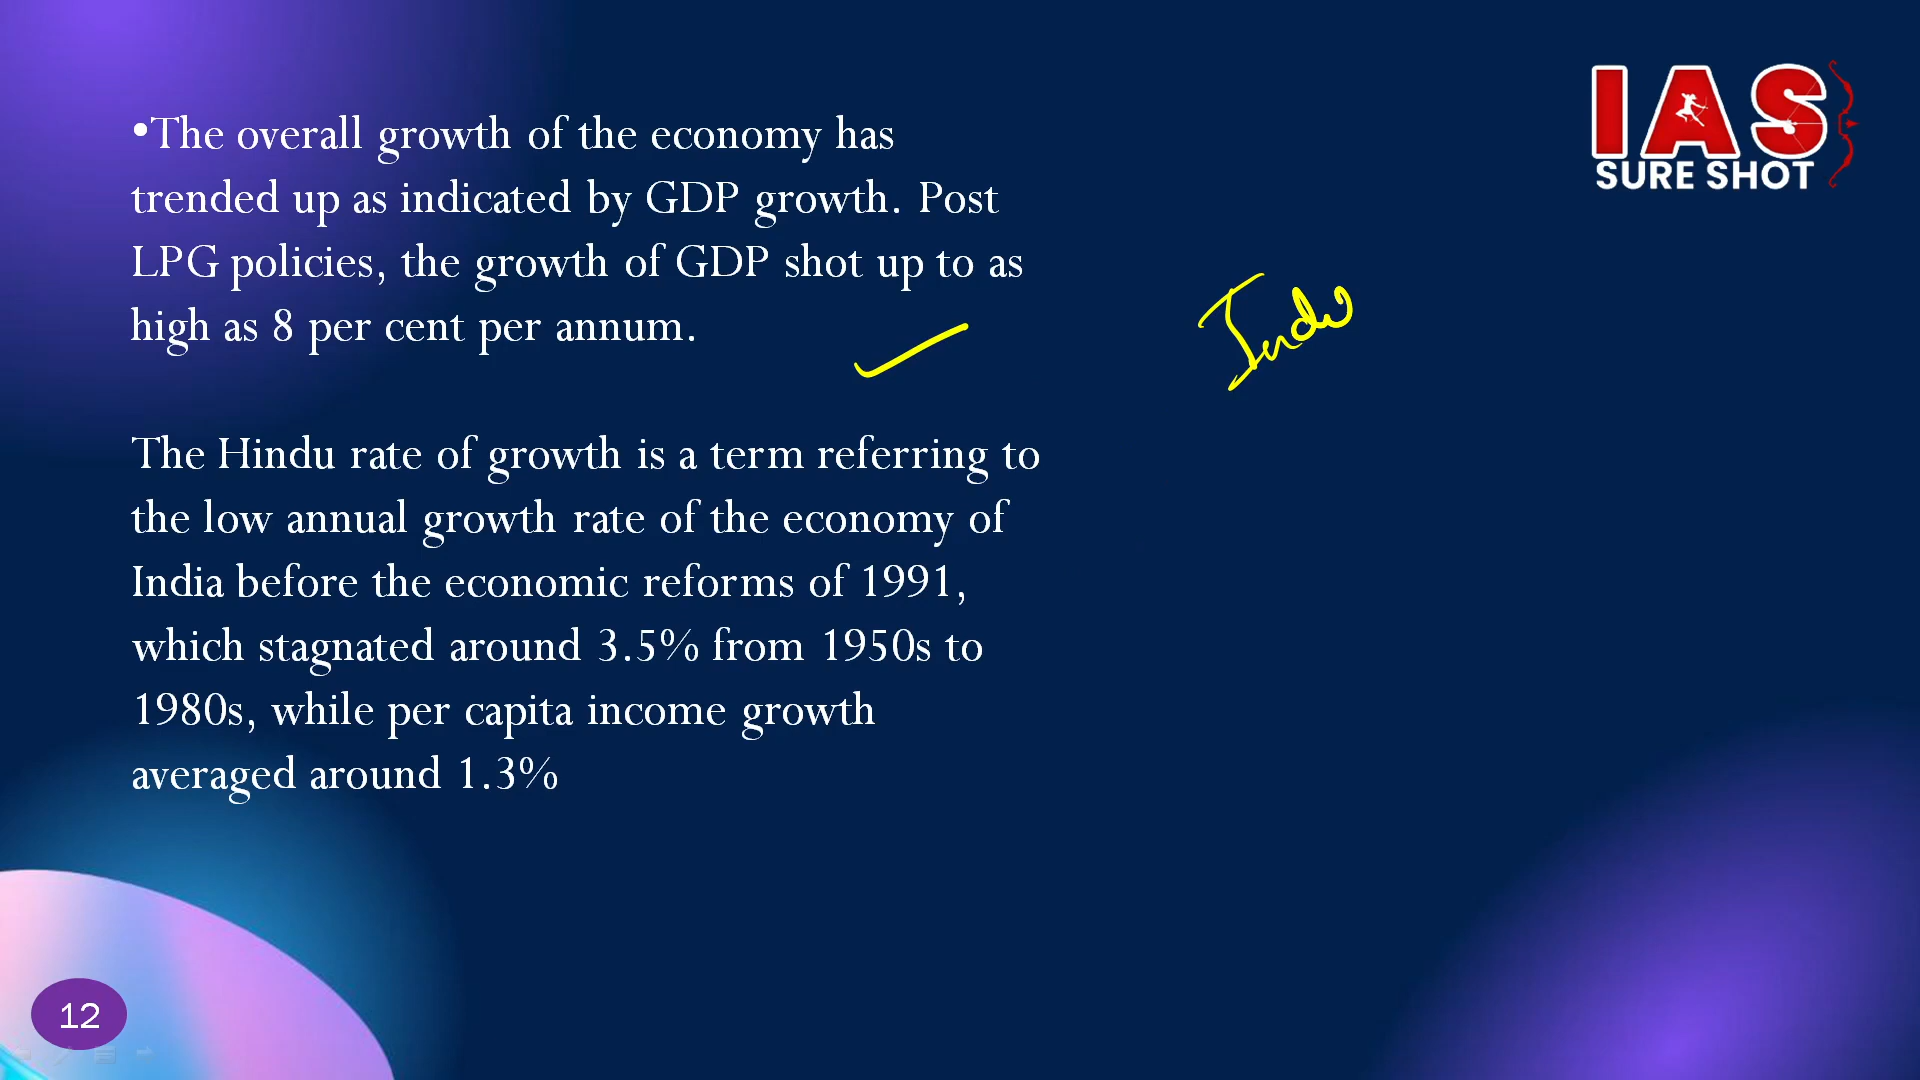 IAS
SURE SHOT
•The overall growth of the economy has
trended up as indicated by GDP growth. Post
LPG policies, the growth of GDP shot up to as
high as 8 per cent per annum.
Indu
The Hindu rate of growth is a term referring to
the low annual growth rate of the economy of
India before the economic reforms of 1991,
which stagnated around 3.5% from 1950s to
1980s, while per capita income growth
averaged around 1.3%
12